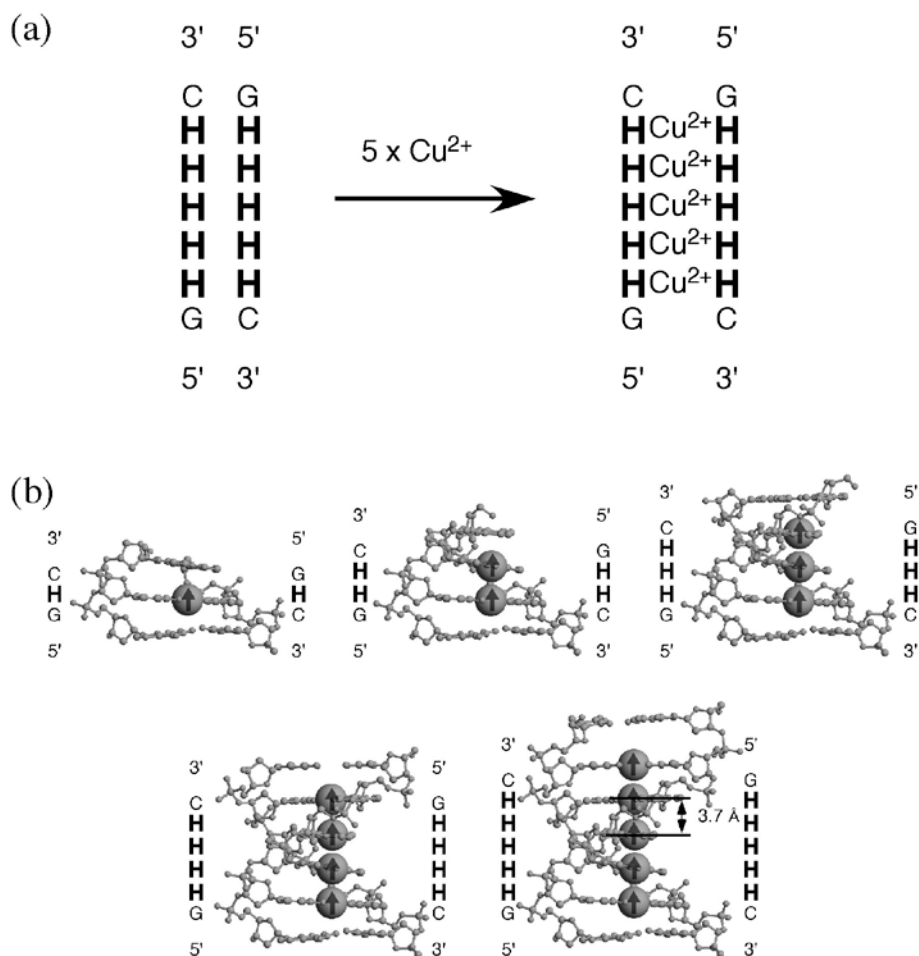 (a)
3' 5'
3' 5'
C G
H H
H H
H H
H H
H H
G C
5' 3'
5 x Cu²⁺
C G
H Cu²⁺ H
H Cu²⁺ H
H Cu²⁺ H
H Cu²⁺ H
H Cu²⁺ H
G C
5' 3'
(b)
3' 5'
C G
H H
G C
5' 3'
3' 5'
C G
H H
H H
G C
5' 3'
3' 5'
C G
H H
H H
H H
G C
5' 3'
3' 5'
C G
H H
H H
H H
H H
G C
5' 3'
3' 5'
C G
H H
H H
H H
H H
H H
G C
5' 3'
3.7 Å